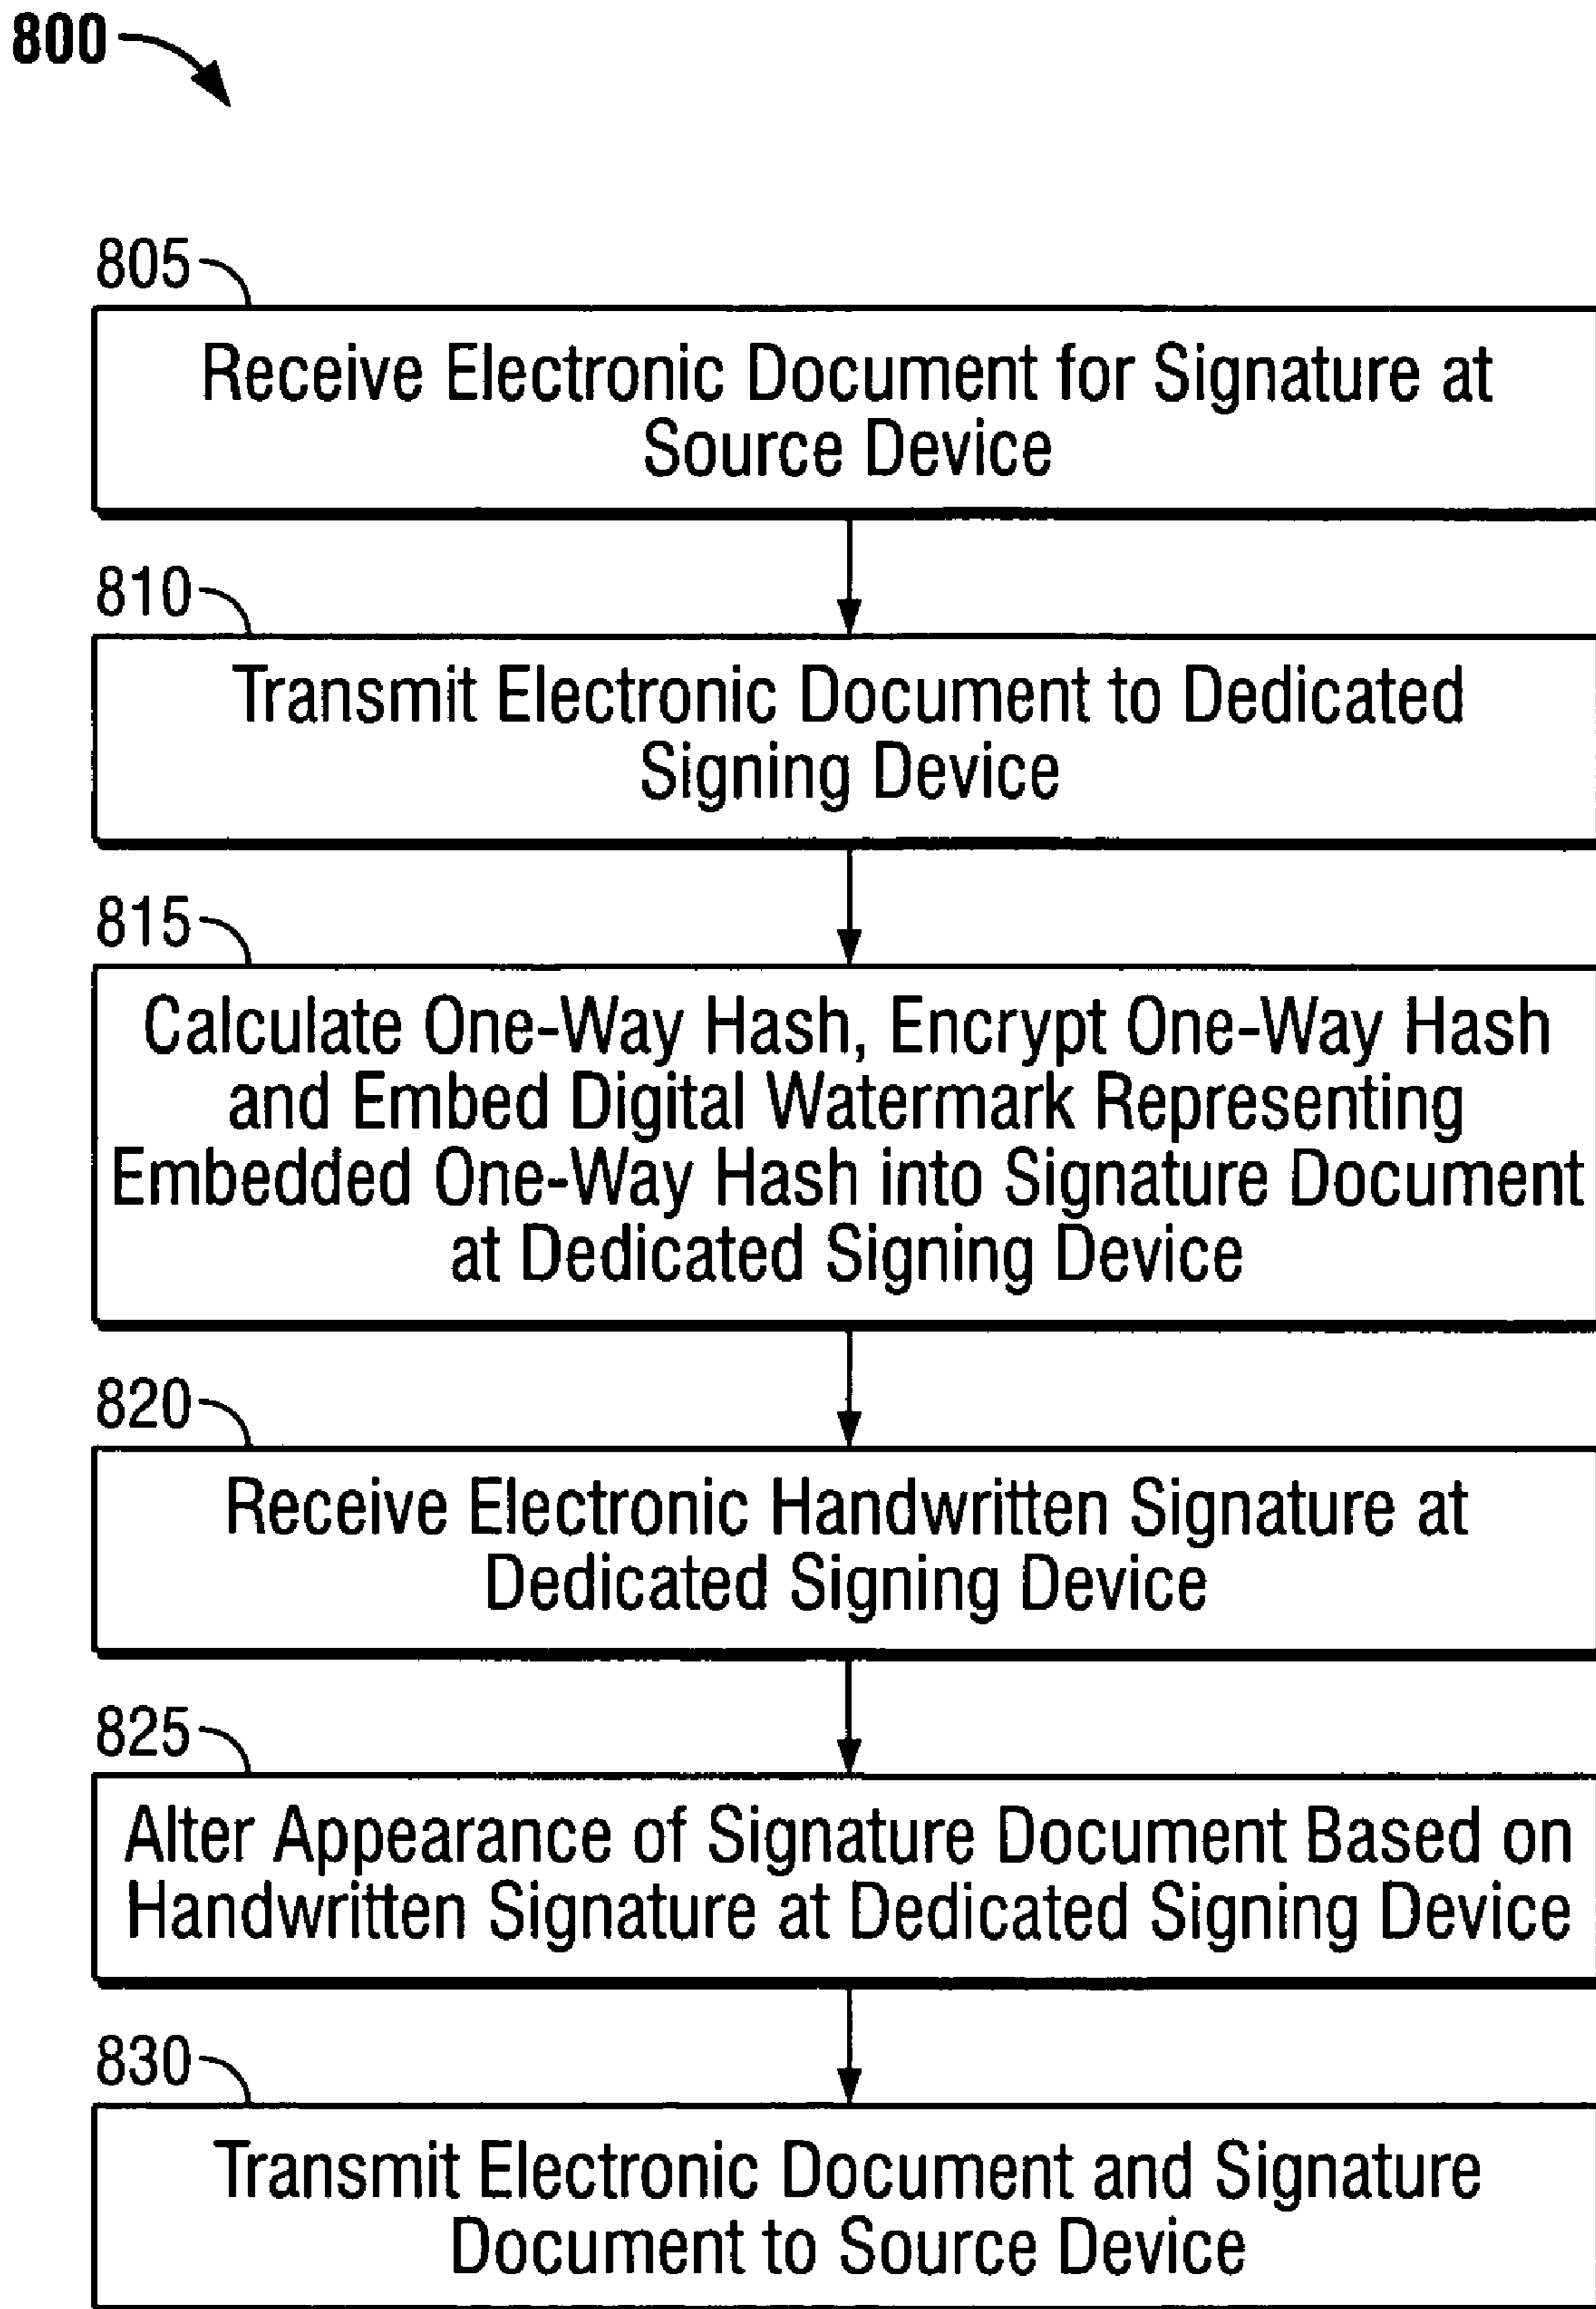 800
805
Receive Electronic Document for Signature at
Source Device
810
Transmit Electronic Document to Dedicated
Signing Device
815
Calculate One-Way Hash, Encrypt One-Way Hash
and Embed Digital Watermark Representing
Embedded One-Way Hash into Signature Document
at Dedicated Signing Device
820
Receive Electronic Handwritten Signature at
Dedicated Signing Device
825
Alter Appearance of Signature Document Based on
Handwritten Signature at Dedicated Signing Device
830
Transmit Electronic Document and Signature
Document to Source Device